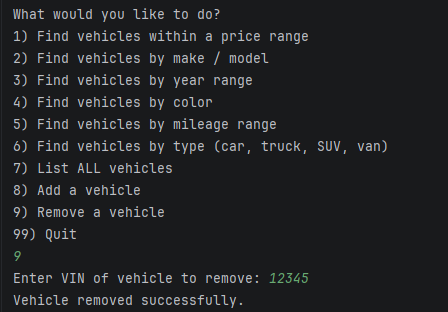 What would you like to do?
1) Find vehicles within a price range
2) Find vehicles by make / model
3) Find vehicles by year range
4) Find vehicles by color
5) Find vehicles by mileage range
6) Find vehicles by type (car, truck, SUV, van)
7) List ALL vehicles
8) Add a vehicle
9) Remove a vehicle
99) Quit
9
Enter VIN of vehicle to remove: 12345
Vehicle removed successfully.